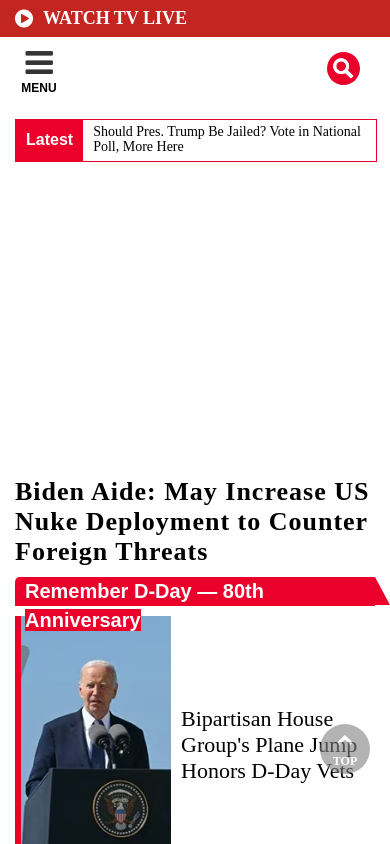 WATCH TV LIVE
MENU
Latest
Should Pres. Trump Be Jailed? Vote in National
Poll, More Here
Biden Aide: May Increase US
Nuke Deployment to Counter
Foreign Threats
Remember D-Day — 80th
Anniversary
Bipartisan House
Group's Plane Jump
Honors D-Day Vets
TOP